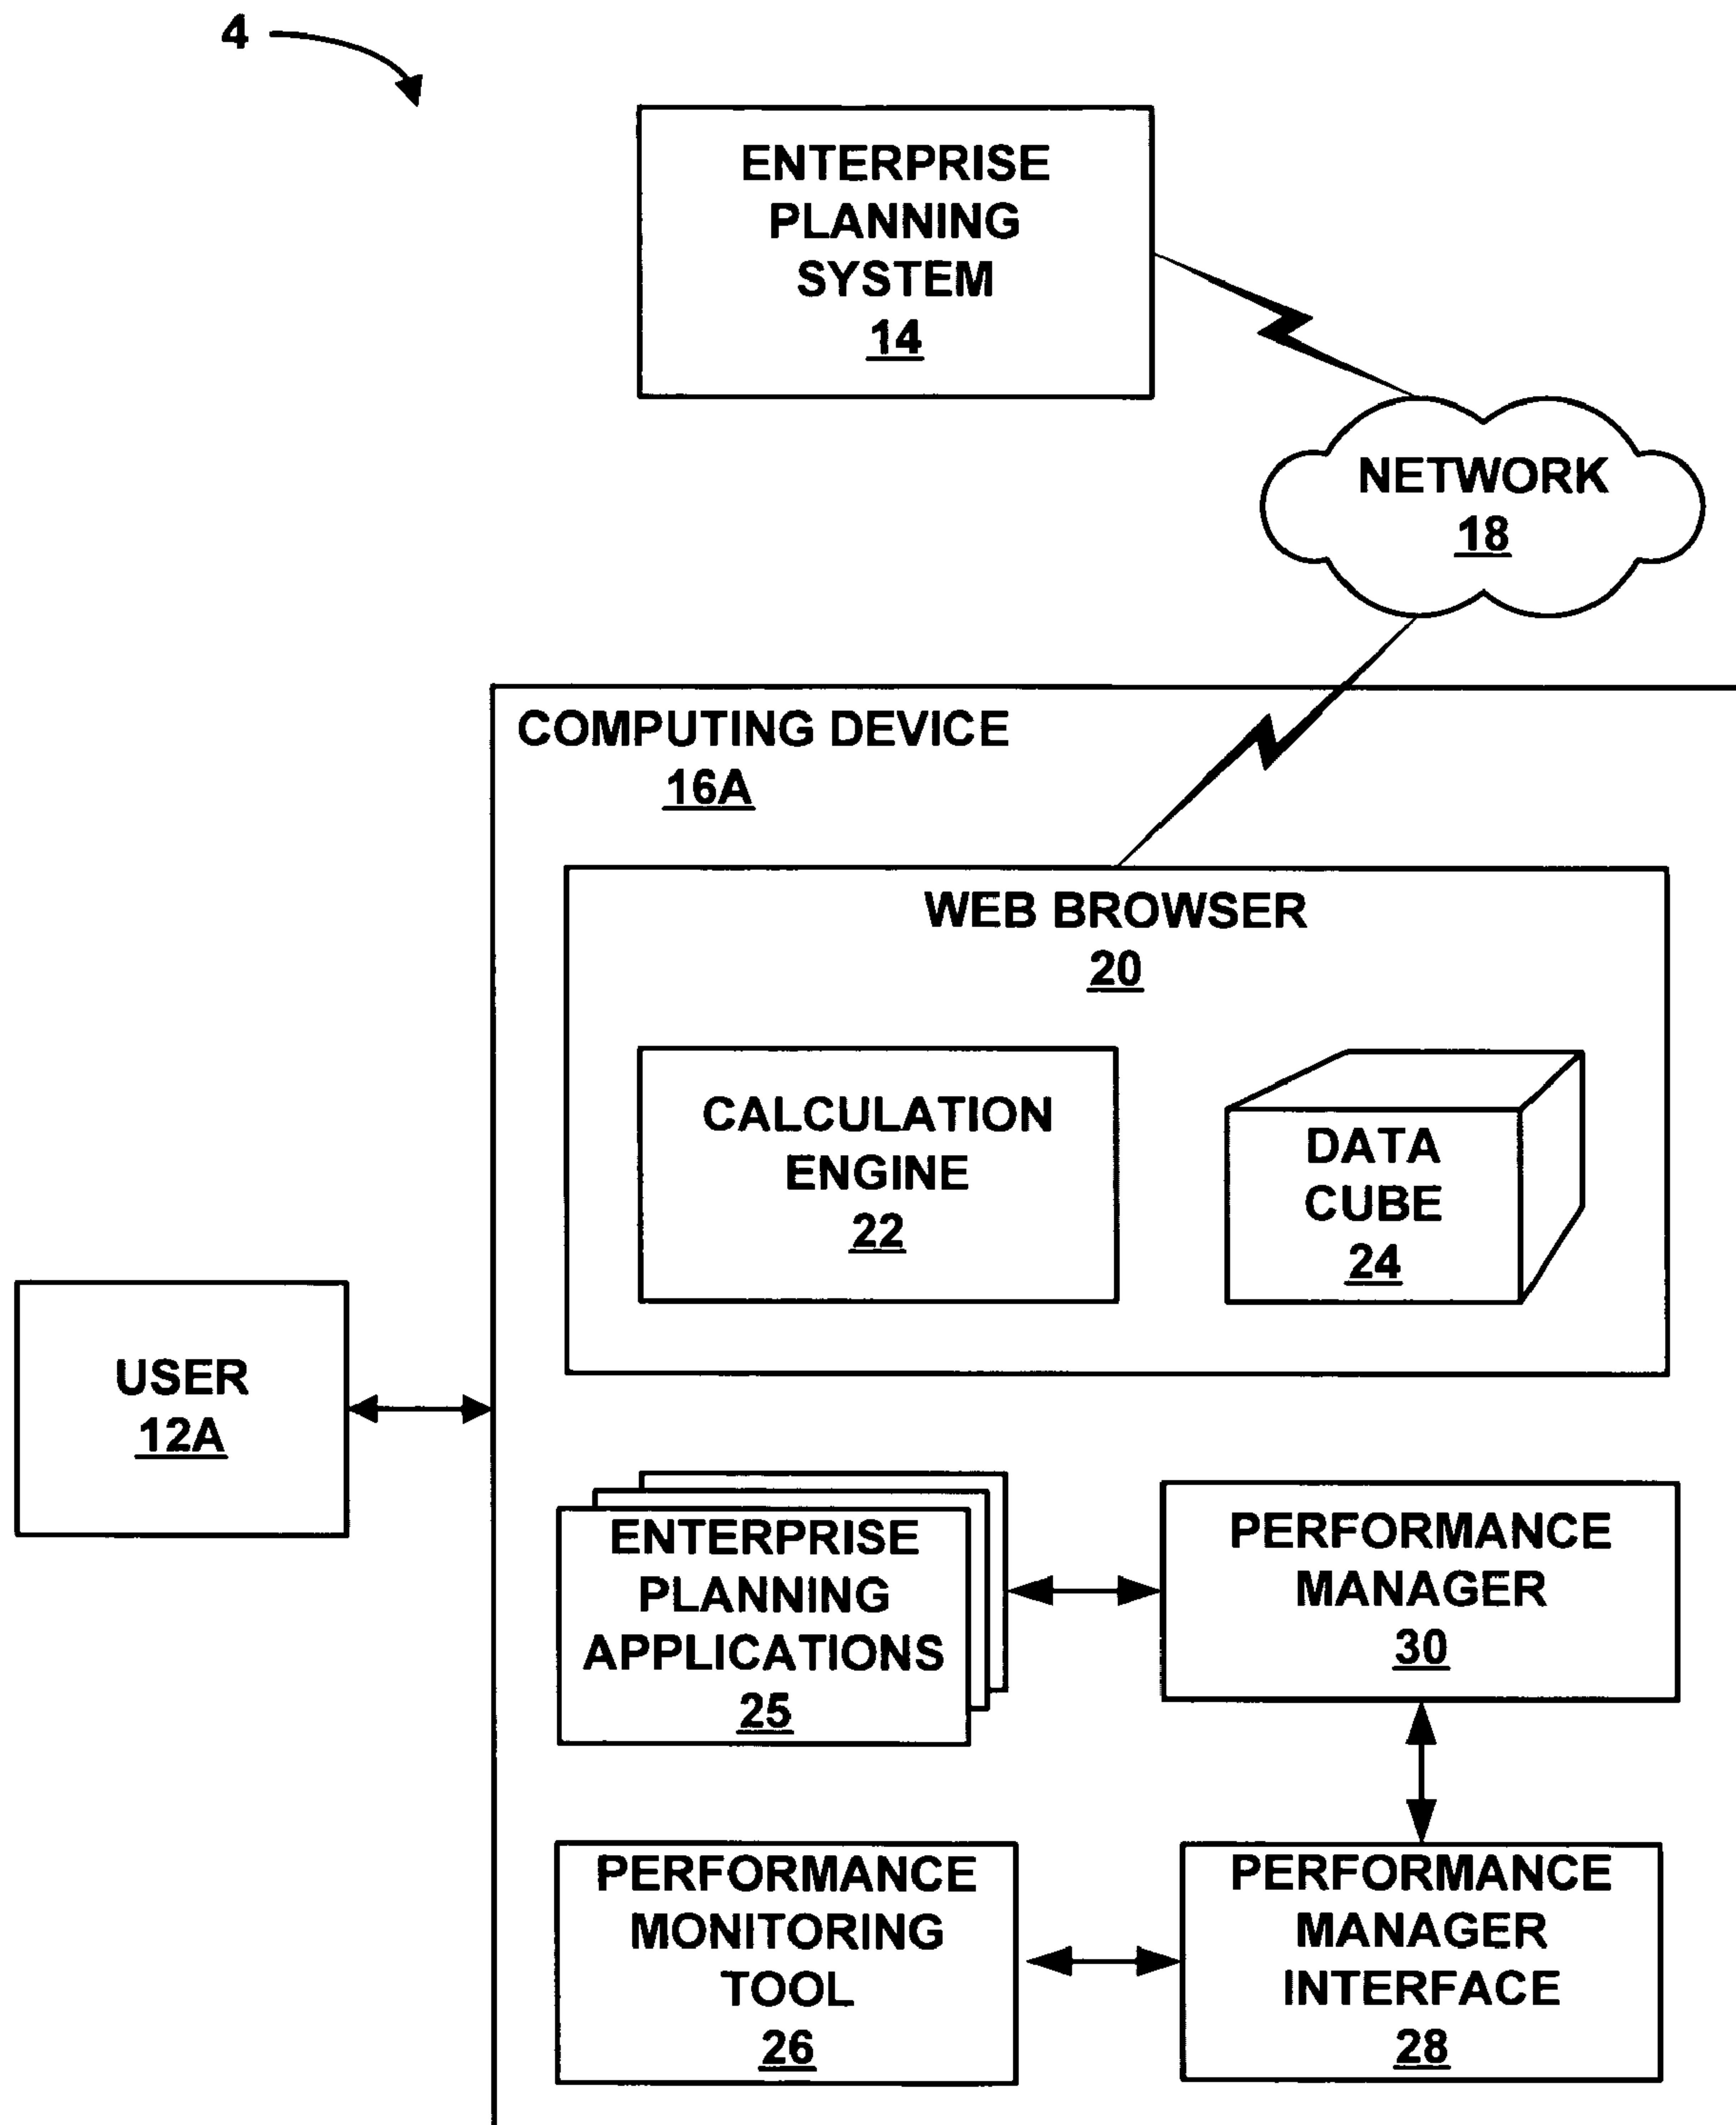 4
ENTERPRISE
PLANNING
SYSTEM
14
NETWORK
18
COMPUTING DEVICE
16A
WEB BROWSER
20
CALCULATION
ENGINE
22
DATA
CUBE
24
USER
12A
ENTERPRISE
PLANNING
APPLICATIONS
25
PERFORMANCE
MANAGER
30
PERFORMANCE
MONITORING
TOOL
26
PERFORMANCE
MANAGER
INTERFACE
28